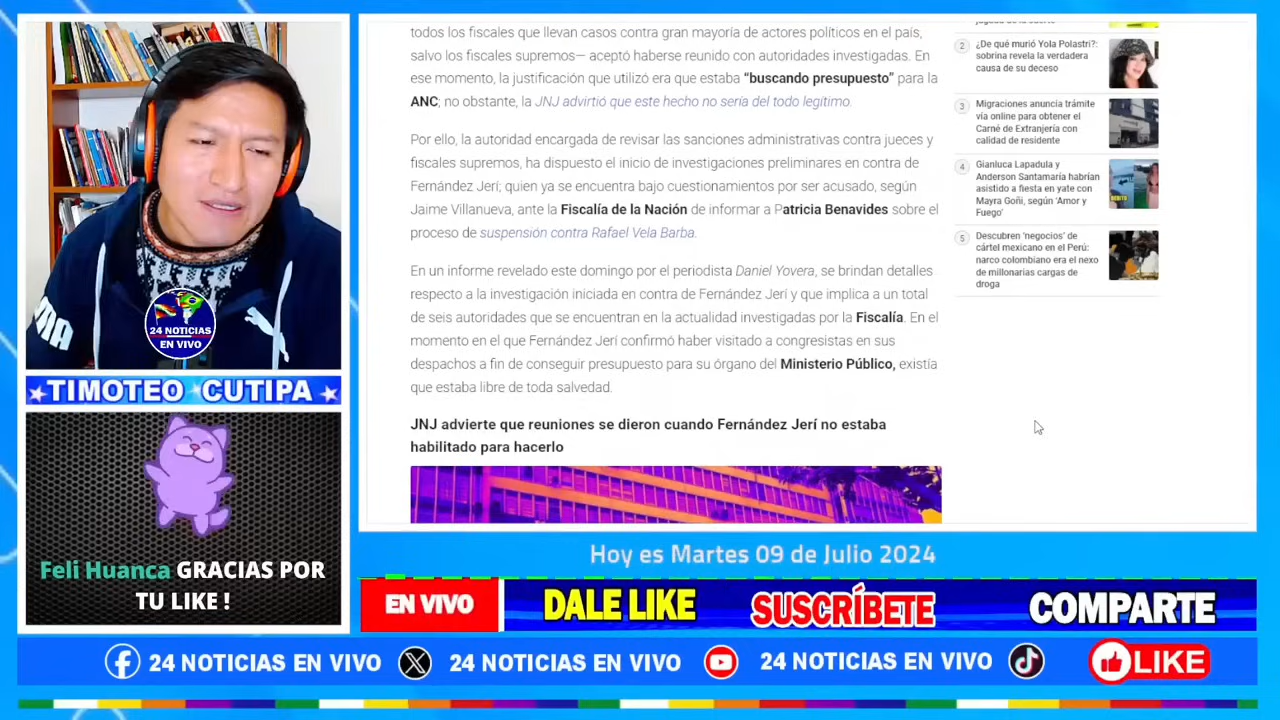 todos los fiscales que llevan casos contra gran mayoría de actores políticos en el país,
salvo los fiscales supremos— aceptó haberse reunido con autoridades investigadas. En
ese momento, la justificación que utilizó era que estaba “buscando presupuesto” para la
ANC; no obstante, la JNJ advirtió que este hecho no sería del todo legítimo.
Por ello, la autoridad encargada de revisar las sanciones administrativas contra jueces y
fiscales supremos, ha dispuesto el inicio de investigaciones preliminares en contra de
Fernández Jerí; quien ya se encuentra bajo cuestionamientos por ser acusado, según
Jaime Villanueva, ante la Fiscalía de la Nación de informar a Patricia Benavides sobre el
proceso de suspensión contra Rafael Vela Barba.
En un informe revelado este domingo por el periodista Daniel Yovera, se brindan detalles
respecto a la investigación iniciada en contra de Fernández Jerí y que implica a un total
de seis autoridades que se encuentran en la actualidad investigadas por la Fiscalía. En el
momento en el que Fernández Jerí confirmó haber visitado a congresistas en sus
despachos a fin de conseguir presupuesto para su órgano del Ministerio Público, existía
que estaba libre de toda salvedad.
JNJ advierte que reuniones se dieron cuando Fernández Jerí no estaba
habilitado para hacerlo
2 ¿De qué murió Yola Polastri?:
sobrina revela la verdadera
causa de su deceso
3 Migraciones anuncia trámite
vía online para obtener el
Carné de Extranjería con
calidad de residente
4 Gianluca Lapadula y
Anderson Santamaría habrían
asistido a fiesta en yate con
Mayra Goñi, según 'Amor y
Fuego'
5 Descubren 'negocios' de
cártel mexicano en el Perú:
narco colombiano era el nexo
de millonarias cargas de
droga
24 NOTICIAS
EN VIVO
TIMOTEO CUTIPA
Feli Huanca GRACIAS POR
TU LIKE !
Hoy es Martes 09 de Julio 2024
EN VIVO
DALE LIKE
SUSCRÍBETE
COMPARTE
24 NOTICIAS EN VIVO
24 NOTICIAS EN VIVO
24 NOTICIAS EN VIVO
LIKE